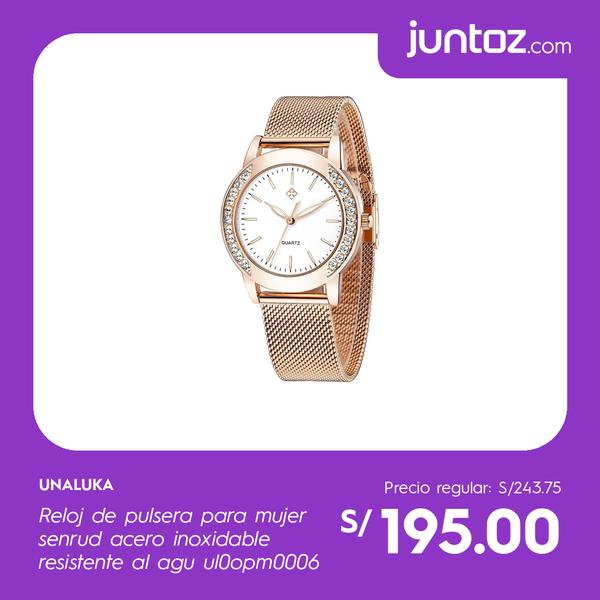 juntoz.com
QUARTZ
UNALUKA
Reloj de pulsera para mujer
senrud acero inoxidable
resistente al agu ul0opm0006
Precio regular: S/243.75
S/195.00